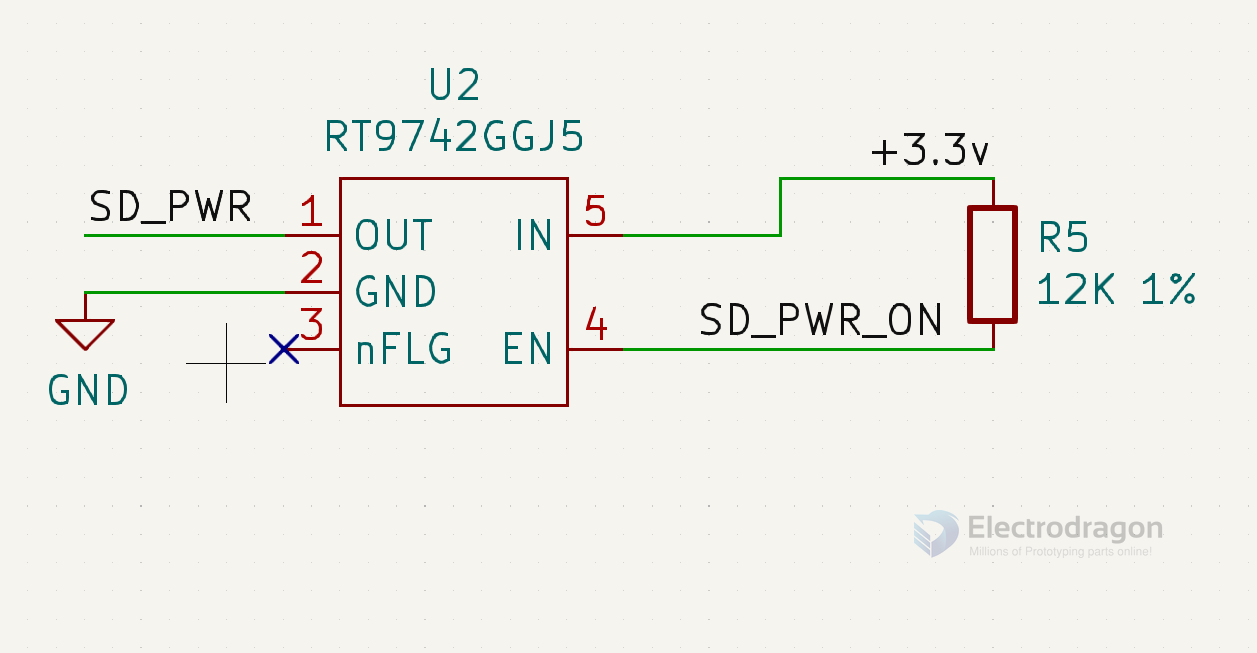 U2
RT9742GGJ5
+3.3v
SD_PWR
1
OUT
IN
5
R5
12K 1%
2
GND
SD_PWR_ON
3
nFLG
EN
4
GND
Electrodragon
Millions of Prototyping parts online!